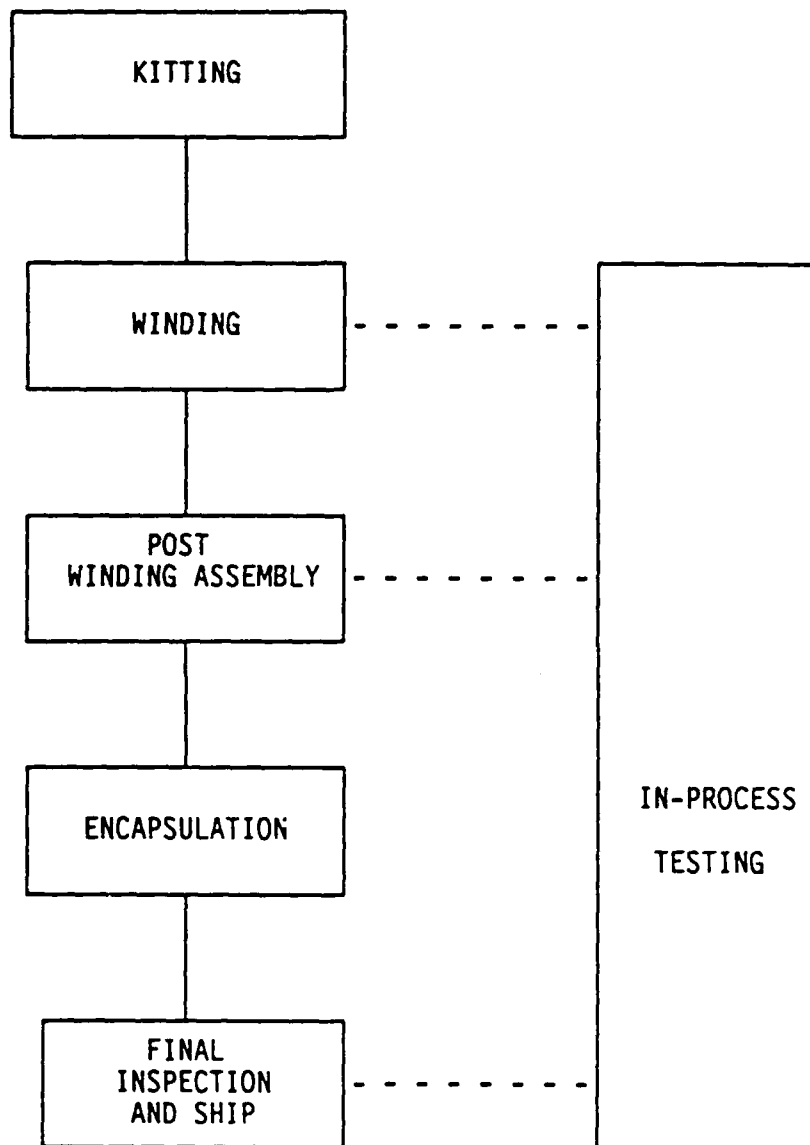 KITTING
WINDING
POST
WINDING ASSEMBLY
ENCAPSULATION
IN-PROCESS
TESTING
FINAL
INSPECTION
AND SHIP